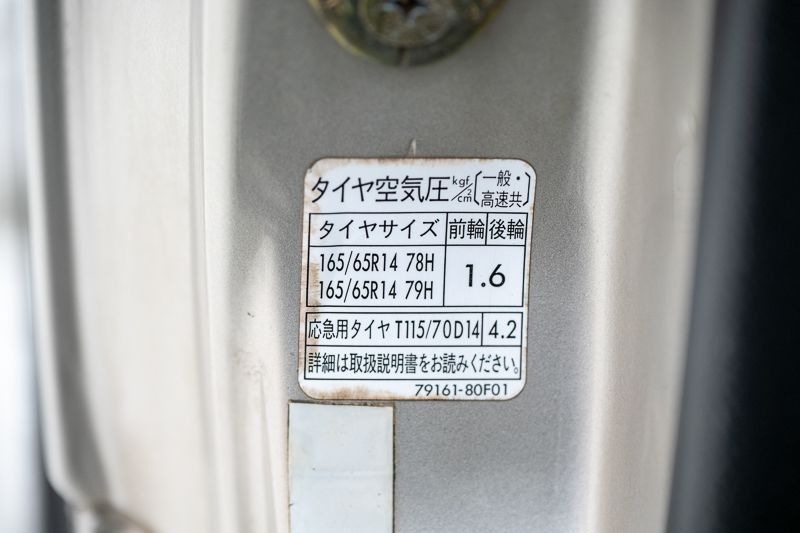 タイヤ空気圧 kgf/cm² [一般・高速共]
タイヤサイズ 前輪 後輪
165/65R14 78H 1.6
165/65R14 79H
応急用タイヤ T115/70D14 4.2
詳細は取扱説明書をお読みください。
79161-80F01